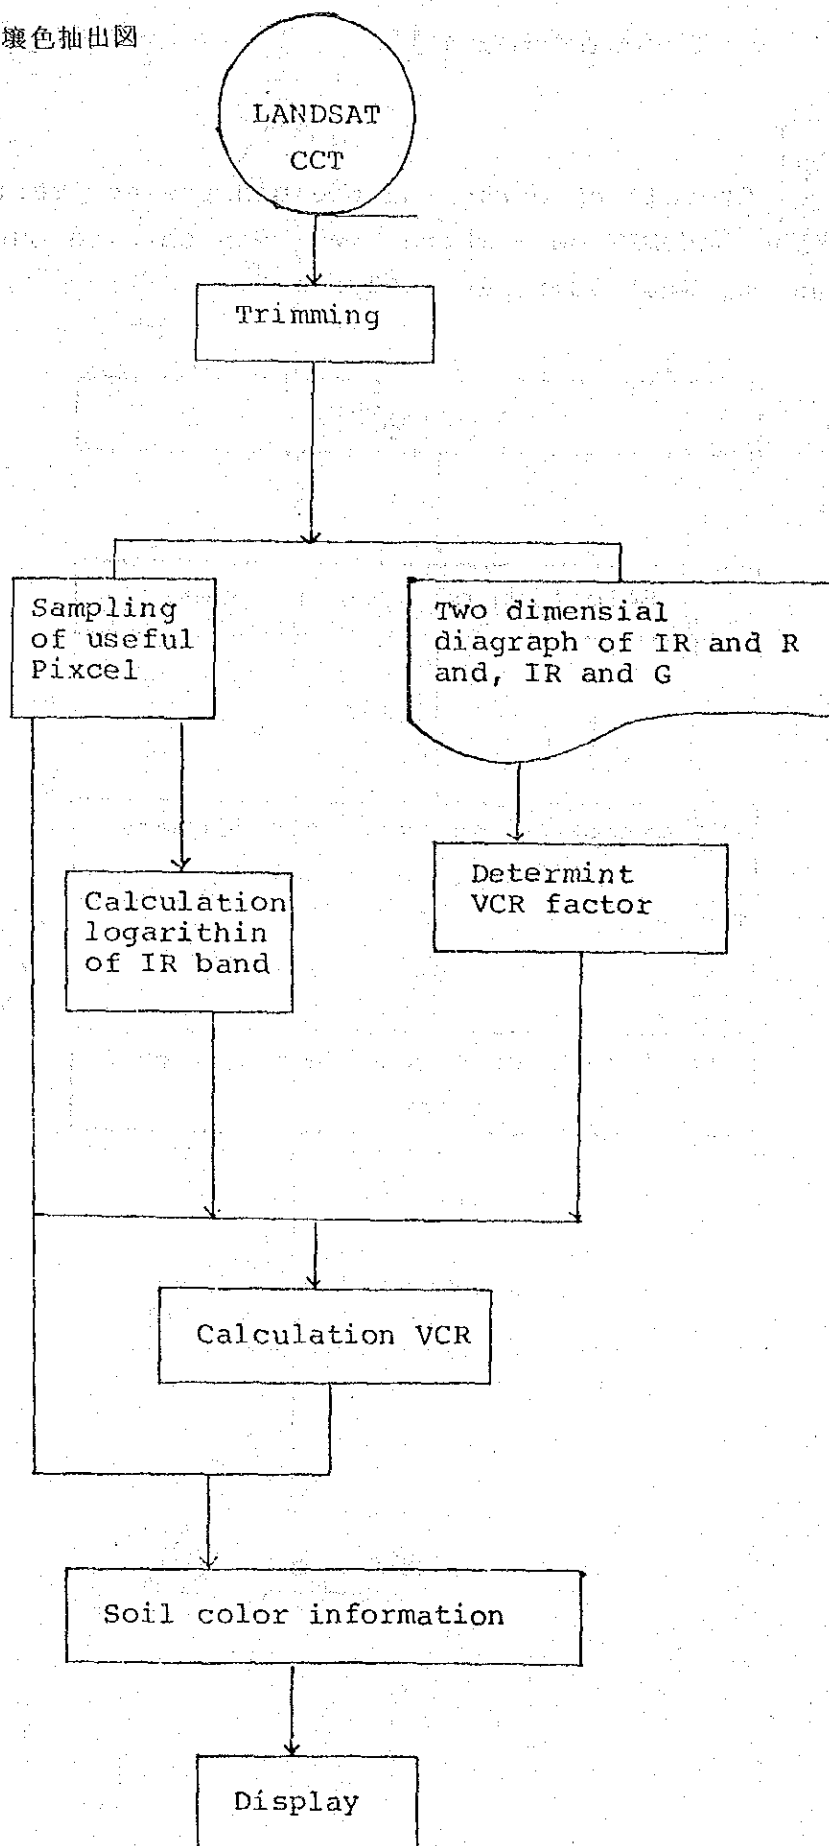 壌色抽出図
LANDSAT
CCT
Trimming
Sampling
of useful
Pixcel
Two dimensial
diagraph of IR and R
and, IR and G
Calculation
logarithin
of IR band
Determint
VCR factor
Calculation VCR
Soil color information
Display